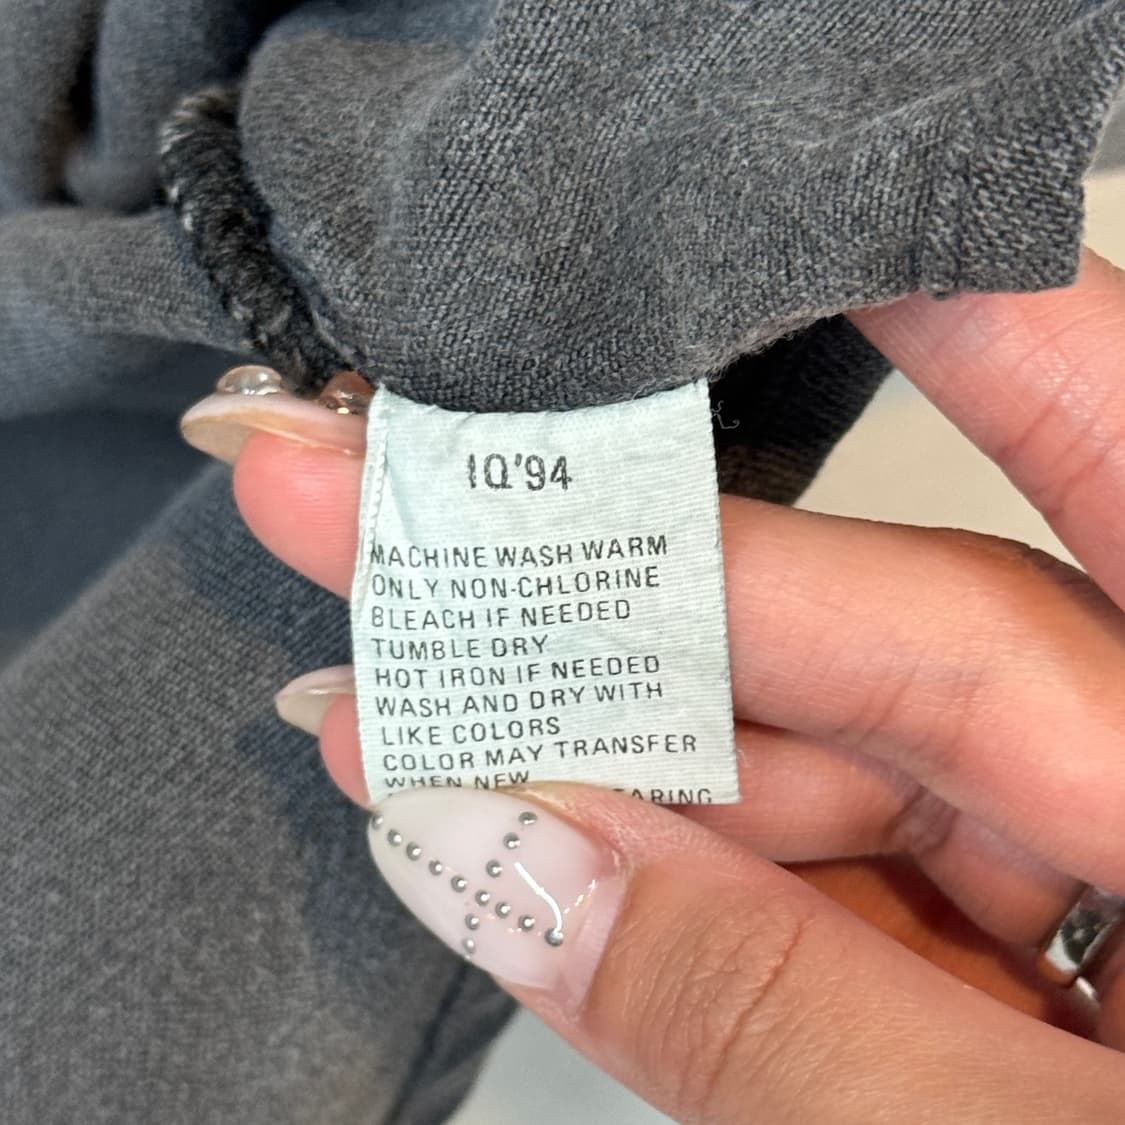 1Q'94
MACHINE WASH WARM
ONLY NON-CHLORINE
BLEACH IF NEEDED
TUMBLE DRY
HOT IRON IF NEEDED
WASH AND DRY WITH
LIKE COLORS
COLOR MAY TRANSFER
WHEN NEW